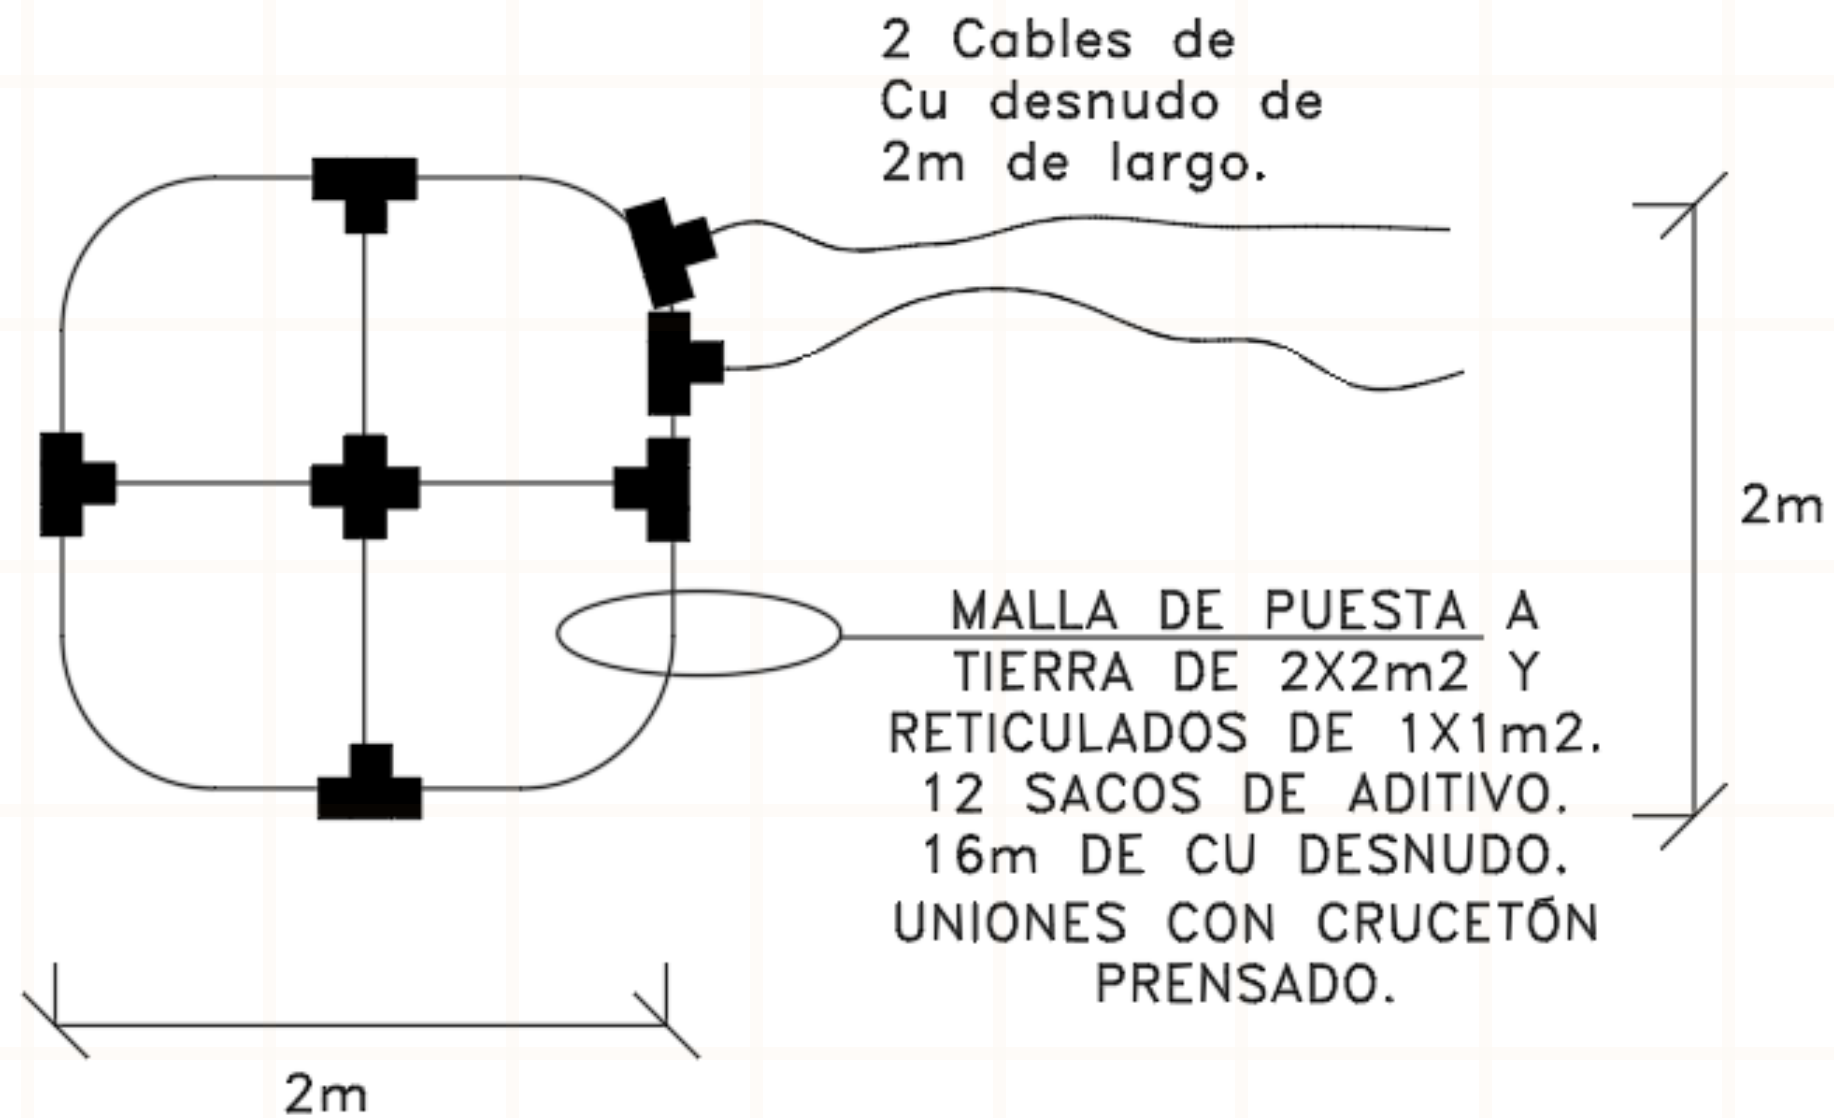 2 Cables de
Cu desnudo de
2m de largo.
2m
MALLA DE PUESTA A
TIERRA DE 2X2m2 Y
RETICULADOS DE 1X1m2.
12 SACOS DE ADITIVO.
16m DE CU DESNUDO.
UNIONES CON CRUCETÓN
PRENSADO.
2m